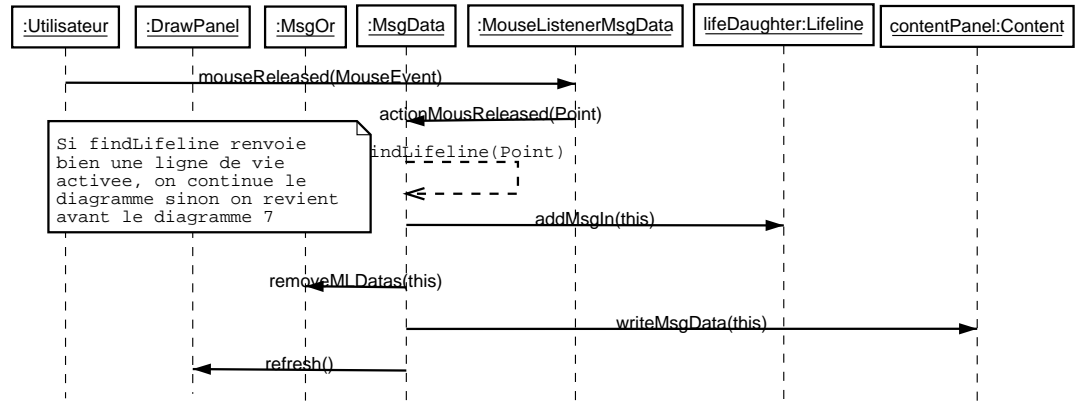 :Utilisateur
:DrawPanel
:MsgOr
:MsgData
:MouseListenerMsgData
lifeDaughter:Lifeline
contentPanel:Content
mouseReleased(MouseEvent)
actionMousReleased(Point)
Si findLifeline renvoie
bien une ligne de vie
activee, on continue le
diagramme sinon on revient
avant le diagramme 7
indLifeline(Point)
addMsgIn(this)
removeMLDatas(this)
writeMsgData(this)
refresh()